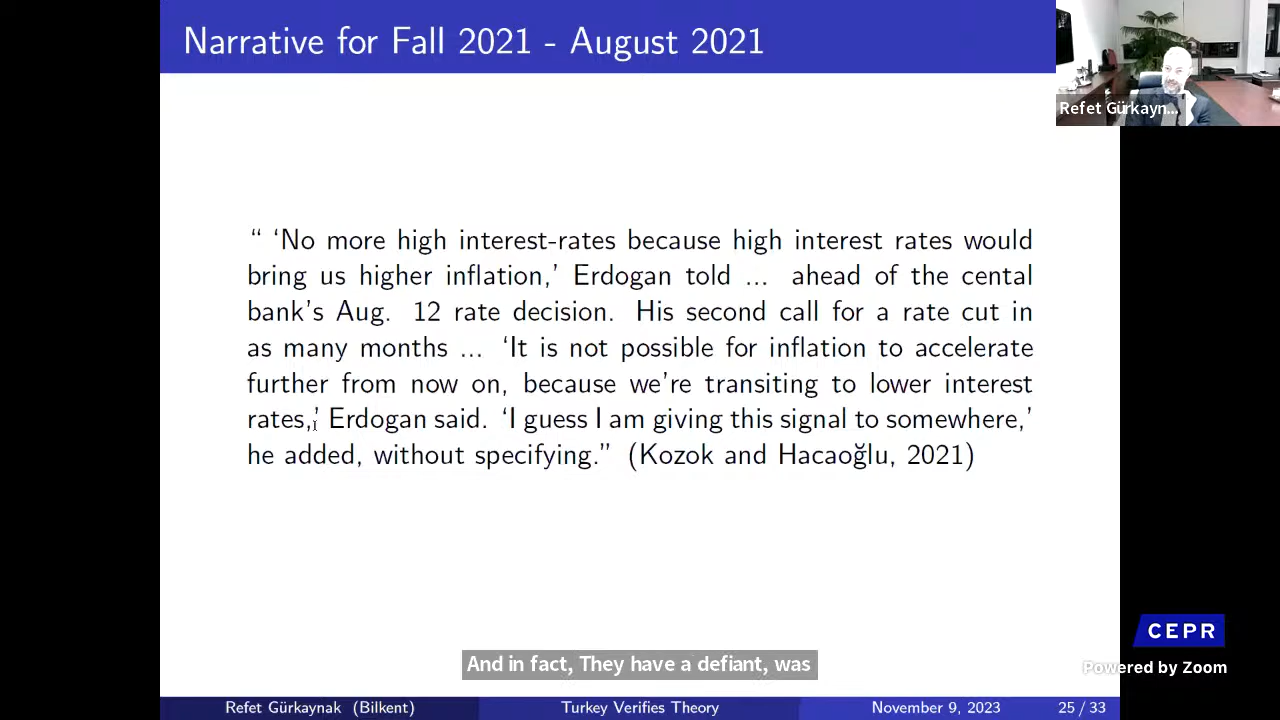 Narrative for Fall 2021 - August 2021
Refet Gürkayn...
“ ‘No more high interest-rates because high interest rates would
bring us higher inflation,’ Erdogan told ... ahead of the cental
bank’s Aug. 12 rate decision. His second call for a rate cut in
as many months ... ‘It is not possible for inflation to accelerate
further from now on, because we’re transiting to lower interest
rates,’ Erdogan said. ‘I guess I am giving this signal to somewhere,’
he added, without specifying.” (Kozok and Hacaoğlu, 2021)
CEPR
And in fact, They have a defiant, was
Powered by Zoom
Refet Gürkaynak (Bilkent) Turkey Verifies Theory November 9, 2023 25 / 33